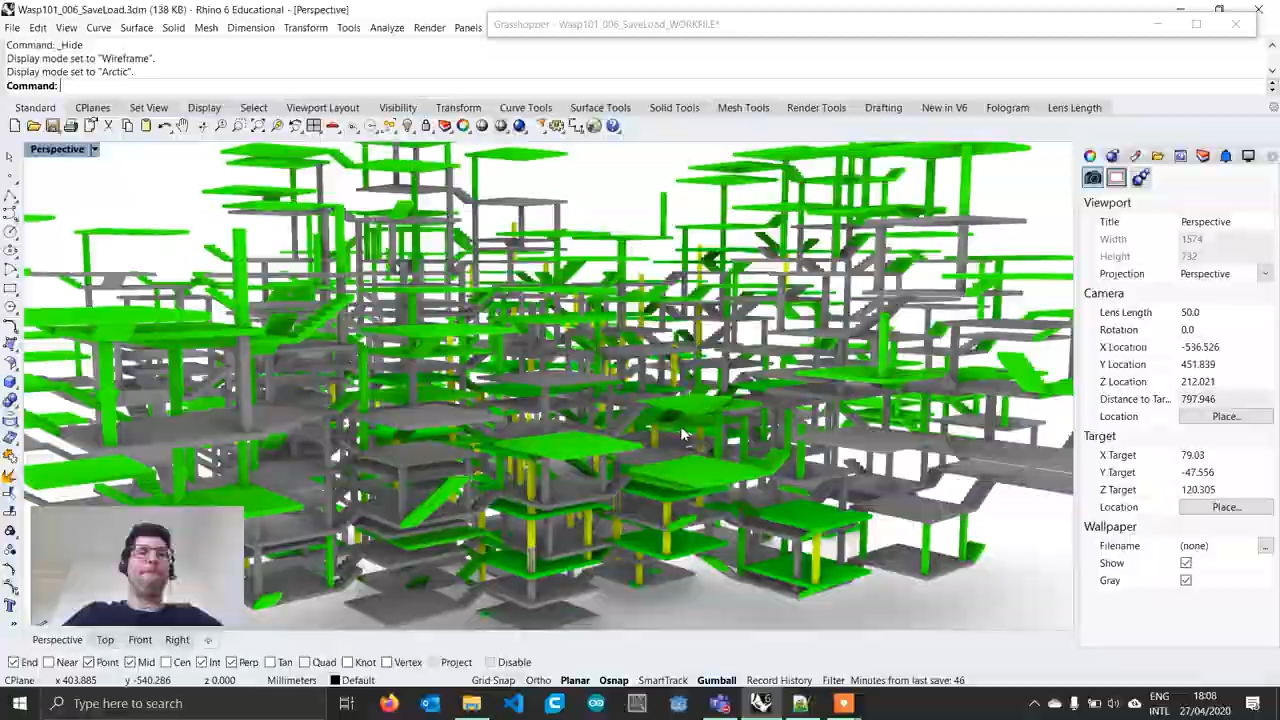 Wasp101_006_SaveLoad.3dm (138 KB) - Rhino 6 Educational - [Perspective]
Grasshopper - Wasp101_006_SaveLoad_WORKFILE*
File Edit View Curve Surface Solid Mesh Dimension Transform Tools Analyze Render Panels
Command: _Hide
Display mode set to "Wireframe".
Display mode set to "Arctic".
Command:
Standard CPlanes Set View Display Select Viewport Layout Visibility Transform Curve Tools Surface Tools Solid Tools Mesh Tools Render Tools Drafting New in V6 Fologram Lens Length
Perspective
Viewport
Title Perspective
Width 1574
Height 732
Projection Perspective
Camera
Lens Length 50.0
Rotation 0.0
X Location -536.526
Y Location 451.839
Z Location 212.021
Distance to Tar... 797.946
Location Place...
Target
X Target 79.03
Y Target -47.556
Z Target 120.305
Location Place...
Wallpaper
Filename (none) ...
Show
Gray
Perspective Top Front Right
End Near Point Mid Cen Int Perp Tan Quad Knot Vertex Project Disable
CPlane x 403.885 y -540.286 z 0.000 Millimeters Default Grid Snap Ortho Planar Osnap SmartTrack Gumball Record History Filter Minutes from last save: 46
Type here to search
ENG
INTL
18:08
27/04/2020